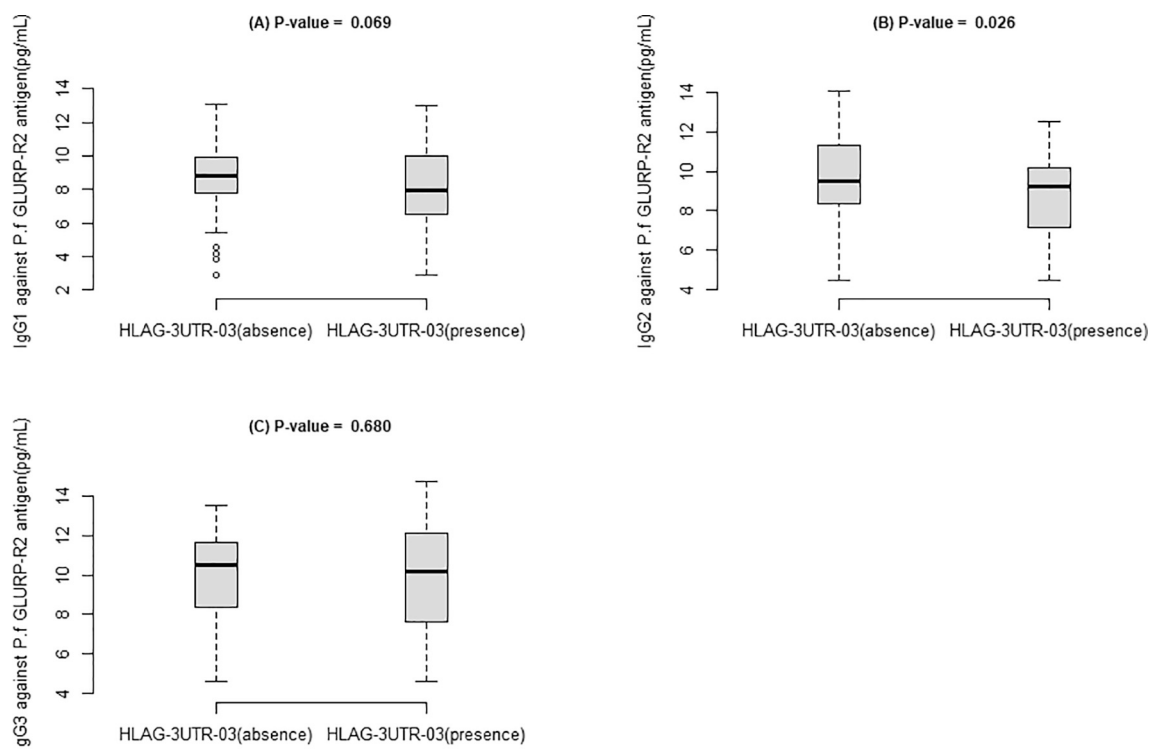 (A) P-value = 0.069
IgG1 against P.f GLURP-R2 antigen(pg/mL)
14
12
10
8
6
4
2
HLAG-3UTR-03(absence) HLAG-3UTR-03(presence)
(B) P-value = 0.026
IgG2 against P.f GLURP-R2 antigen(pg/mL)
14
12
10
8
6
4
HLAG-3UTR-03(absence) HLAG-3UTR-03(presence)
(C) P-value = 0.680
gG3 against P.f GLURP-R2 antigen(pg/mL)
14
12
10
8
6
4
HLAG-3UTR-03(absence) HLAG-3UTR-03(presence)